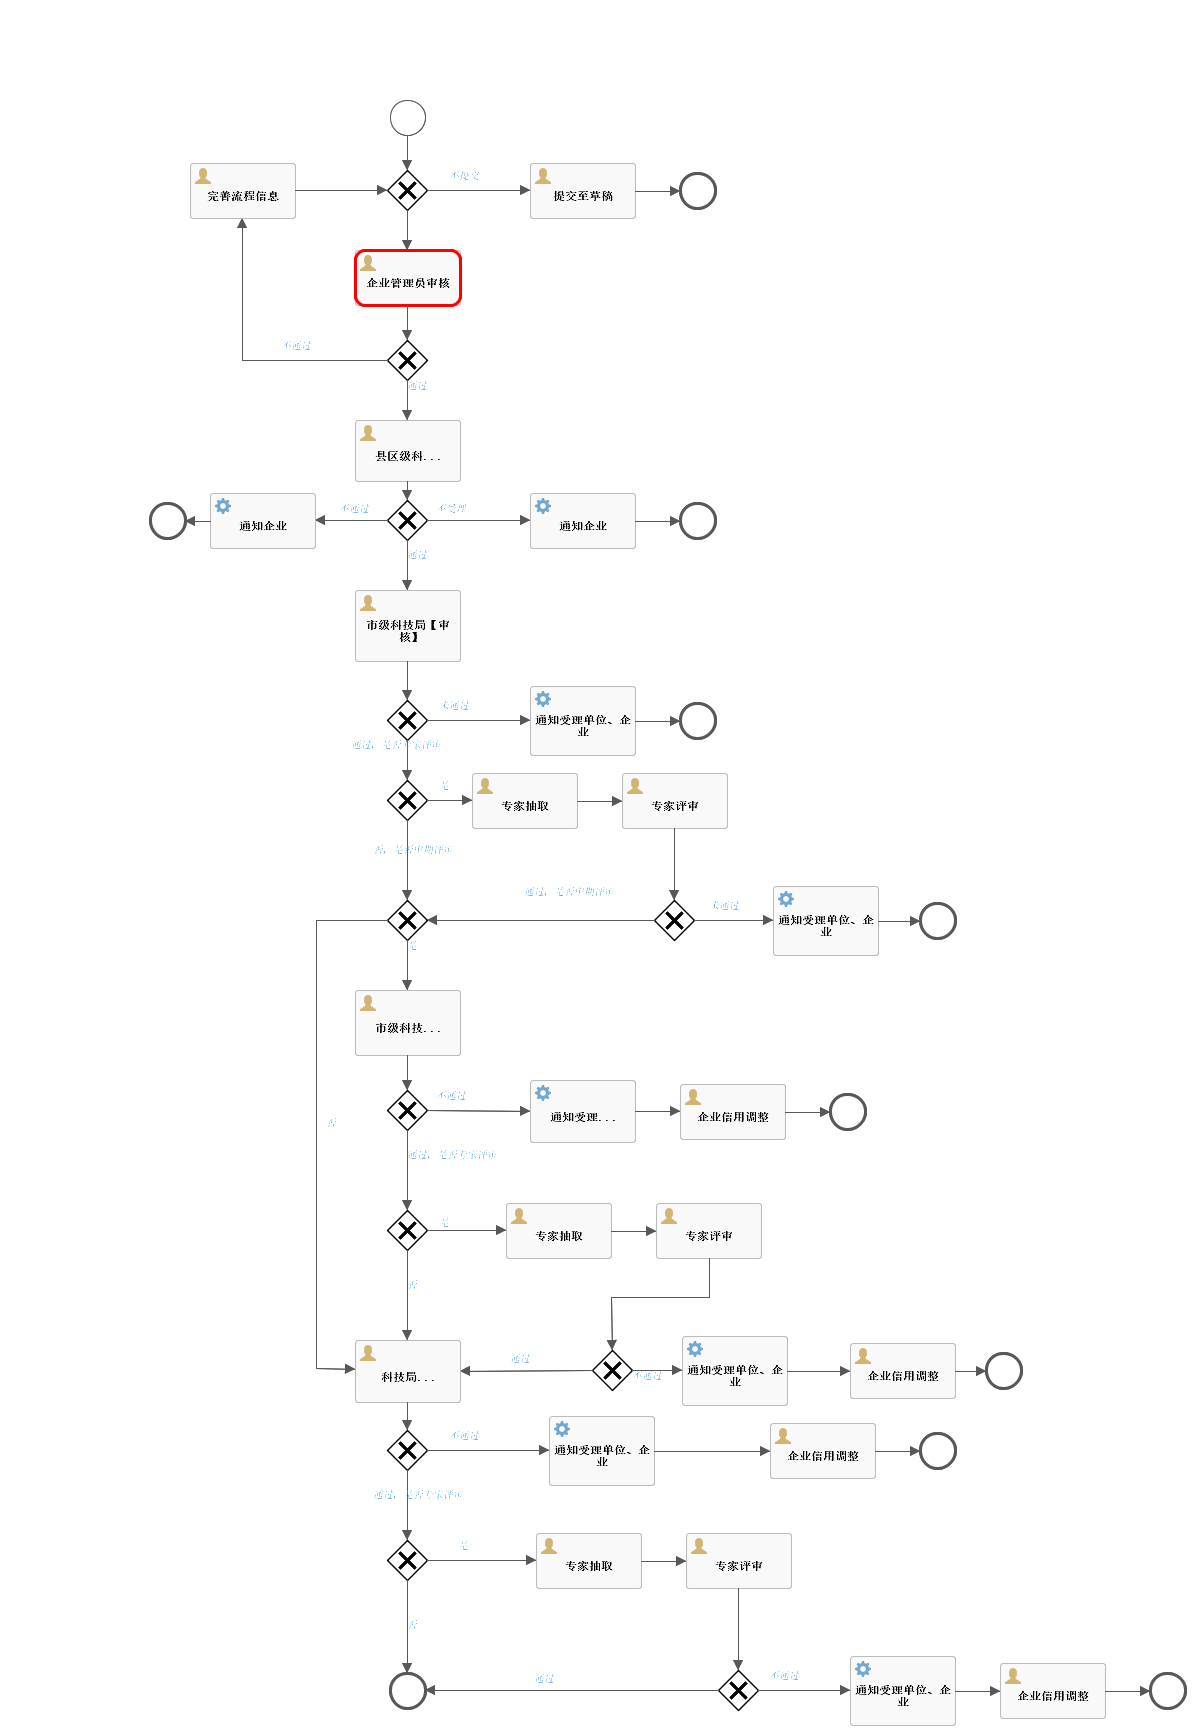 不提交
完善流程信息
提交至草稿
企业管理员审核
不通过
通过
县区级科...
不通过
不受理
通知企业
通知企业
通过
市级科技局【审
核】
未通过
通知受理单位、企
业
通过，是否专家评审
是
专家抽取
专家评审
否，是否中期评审
通过，是否中期评审
未通过
通知受理单位、企
业
是
市级科技...
不通过
通知受理...
企业信用调整
否
通过，是否专家评审
是
专家抽取
专家评审
否
通过
不通过
通知受理单位、企
业
企业信用调整
科技局...
不通过
通知受理单位、企
业
企业信用调整
通过，是否专家评审
是
专家抽取
专家评审
否
通过
不通过
通知受理单位、企
业
企业信用调整